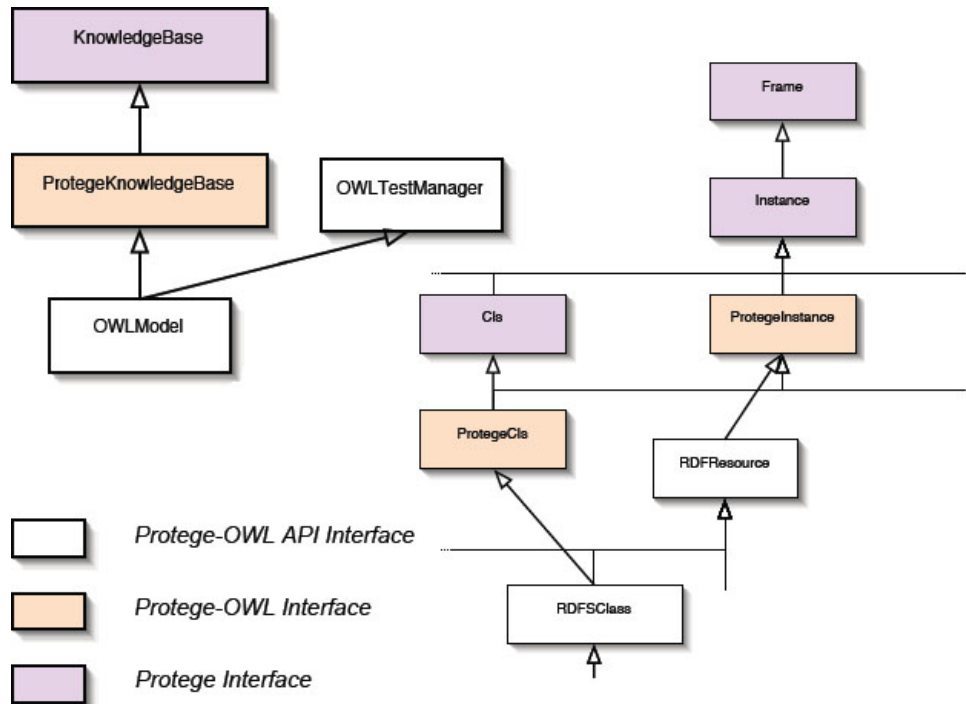 KnowledgeBase
Frame
ProtegeKnowledgeBase
OWLTestManager
Instance
OWLModel
Cls
ProtegeInstance
ProtegeCls
RDFResource
RDFSClass
Protege-OWL API Interface
Protege-OWL Interface
Protege Interface